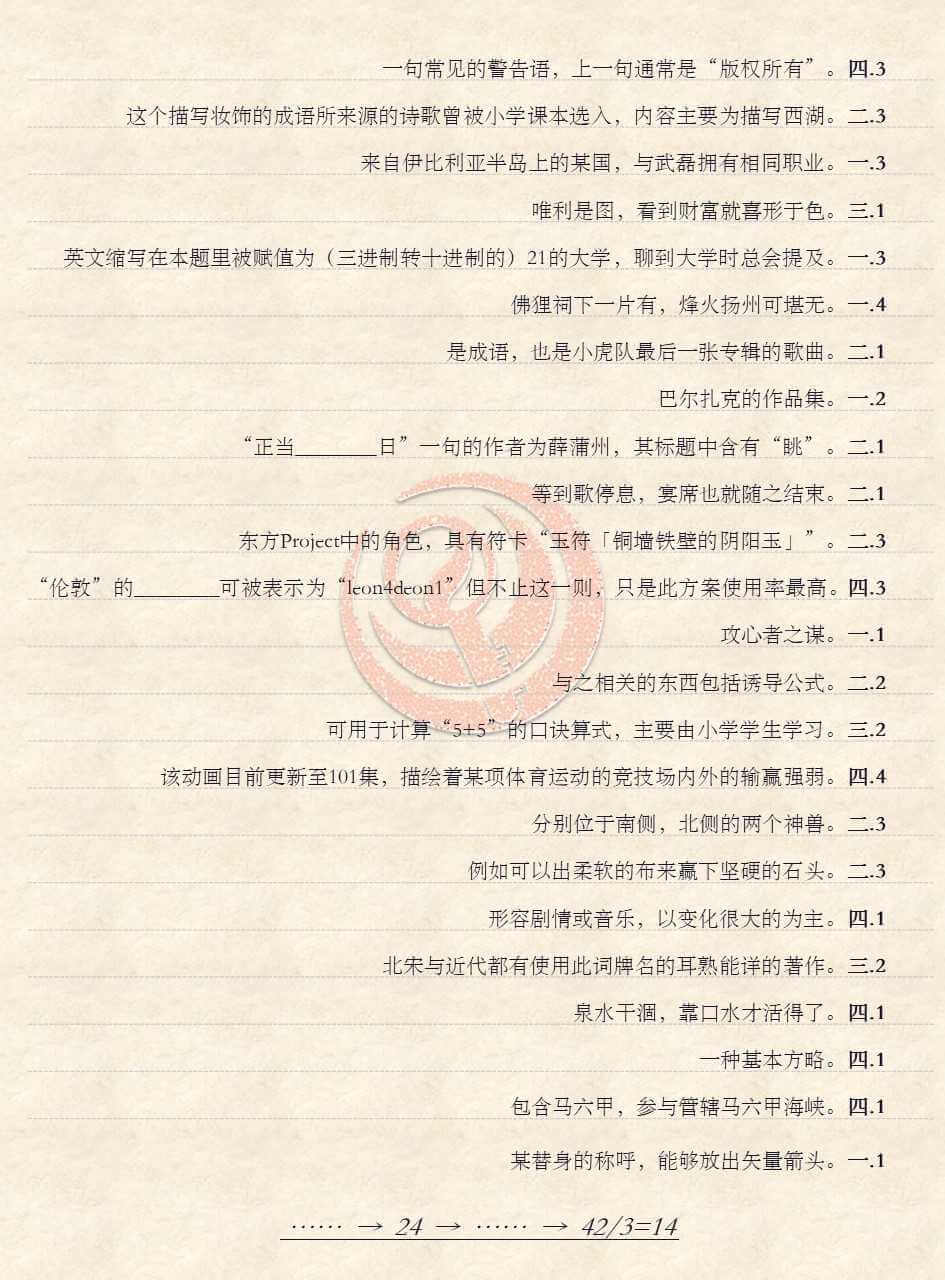 一句常见的警告语，上一句通常是“版权所有”。四.3
这个描写妆饰的成语所来源的诗歌曾被小学课本选入，内容主要为描写西湖。二.3
来自伊比利亚半岛上的某国，与武磊拥有相同职业。一.3
唯利是图，看到财富就喜形于色。三.1
英文缩写在本题里被赋值为（三进制转十进制的）21的大学，聊到大学时总会提及。一.3
佛狸祠下一片有，烽火扬州可堪无。一.4
是成语，也是小虎队最后一张专辑的歌曲。二.1
巴尔扎克的作品集。一.2
“正当________日”一句的作者为薛蒲州，其标题中含有“眺”。二.1
等到歌停息，宴席也就随之结束。二.1
东方Project中的角色，具有符卡“玉符「铜墙铁壁的阴阳玉」”。二.3
“伦敦”的________可被表示为“leon4deon1”但不止这一则，只是此方案使用率最高。四.3
攻心者之谋。一.1
与之相关的东西包括诱导公式。二.2
可用于计算“5+5”的口诀算式，主要由小学学生学习。三.2
该动画目前更新至101集，描绘着某项体育运动的竞技场内外的输赢强弱。四.4
分别位于南侧，北侧的两个神兽。二.3
例如可以出柔软的布来赢下坚硬的石头。二.3
形容剧情或音乐，以变化很大的为主。四.1
北宋与近代都有使用此词牌名的耳熟能详的著作。三.2
泉水干涸，靠口水才活得了。四.1
一种基本方略。四.1
包含马六甲，参与管辖马六甲海峡。四.1
某替身的称呼，能够放出矢量箭头。一.1
…… → 24 → …… → 42/3=14